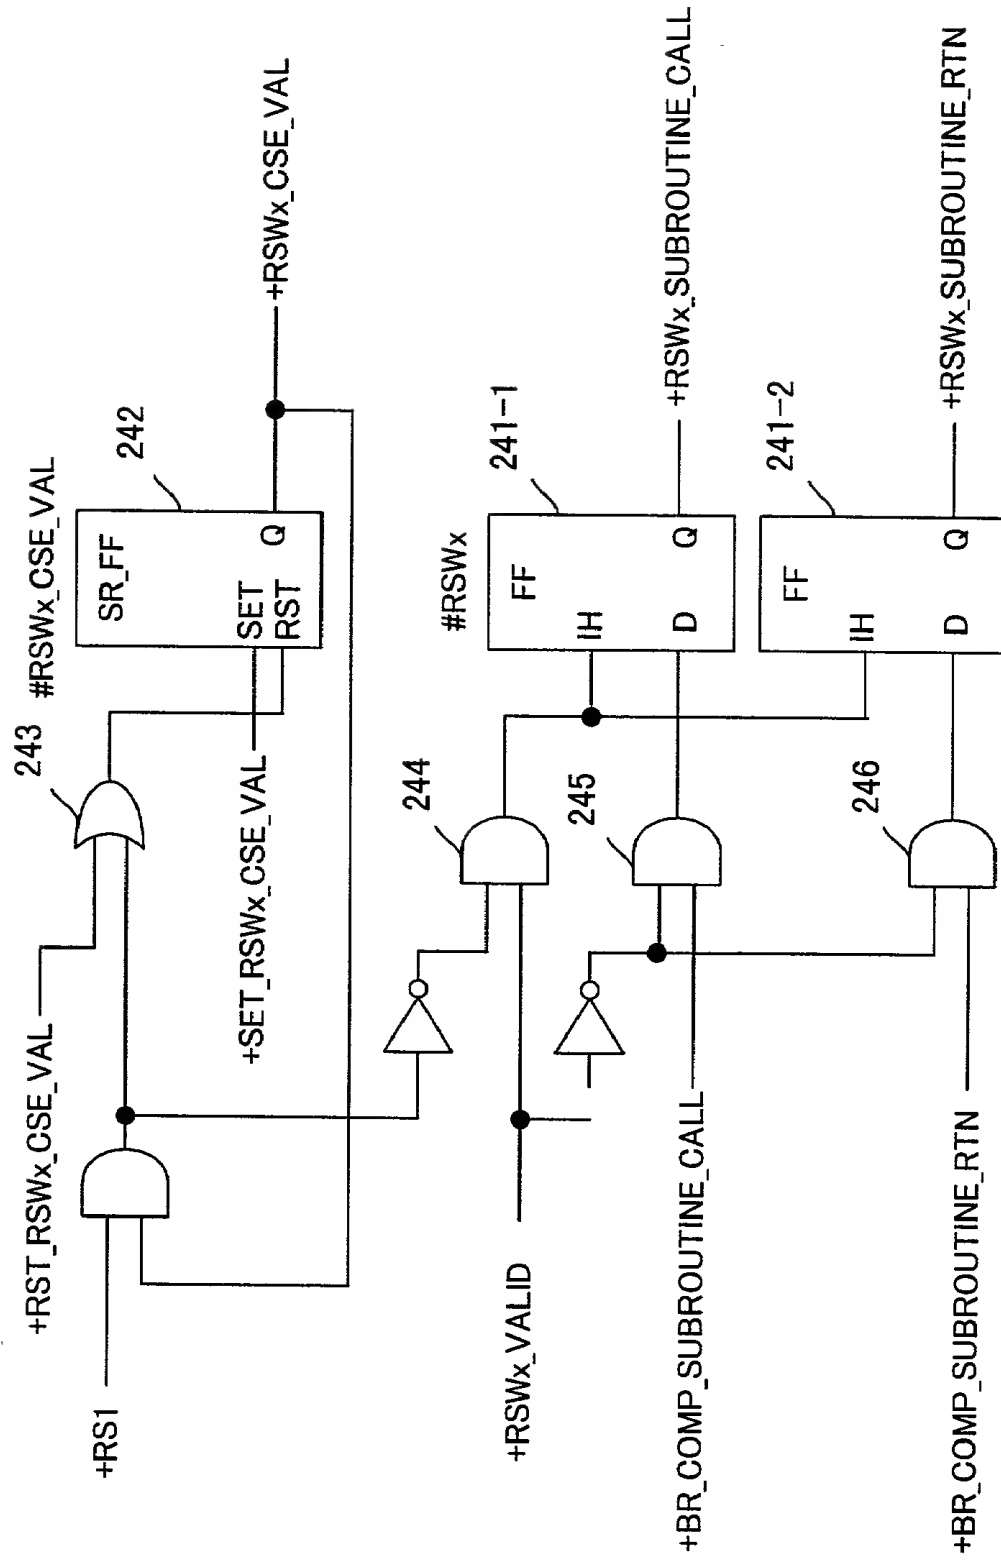 +RS1
+RST_RSWx_CSE_VAL
243
#RSWx_CSE_VAL
242
SR_FF
SET
RST
Q
+RSWx_CSE_VAL
+SET_RSWx_CSE_VAL
244
#RSWx
241-1
FF
IH
D
Q
+RSWx_SUBROUTINE_CALL
+RSWx_VALID
245
+BR_COMP_SUBROUTINE_CALL
241-2
FF
IH
D
Q
+RSWx_SUBROUTINE_RTN
246
+BR_COMP_SUBROUTINE_RTN